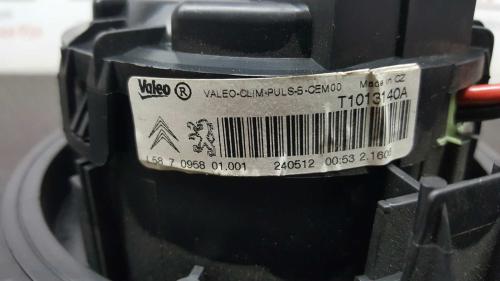 Valeo ® VALEO-CLIM-PULS-5-CEM00 Made in CZ
T1013140A
L58 7 0958 01.001 240512 00:53 2.160